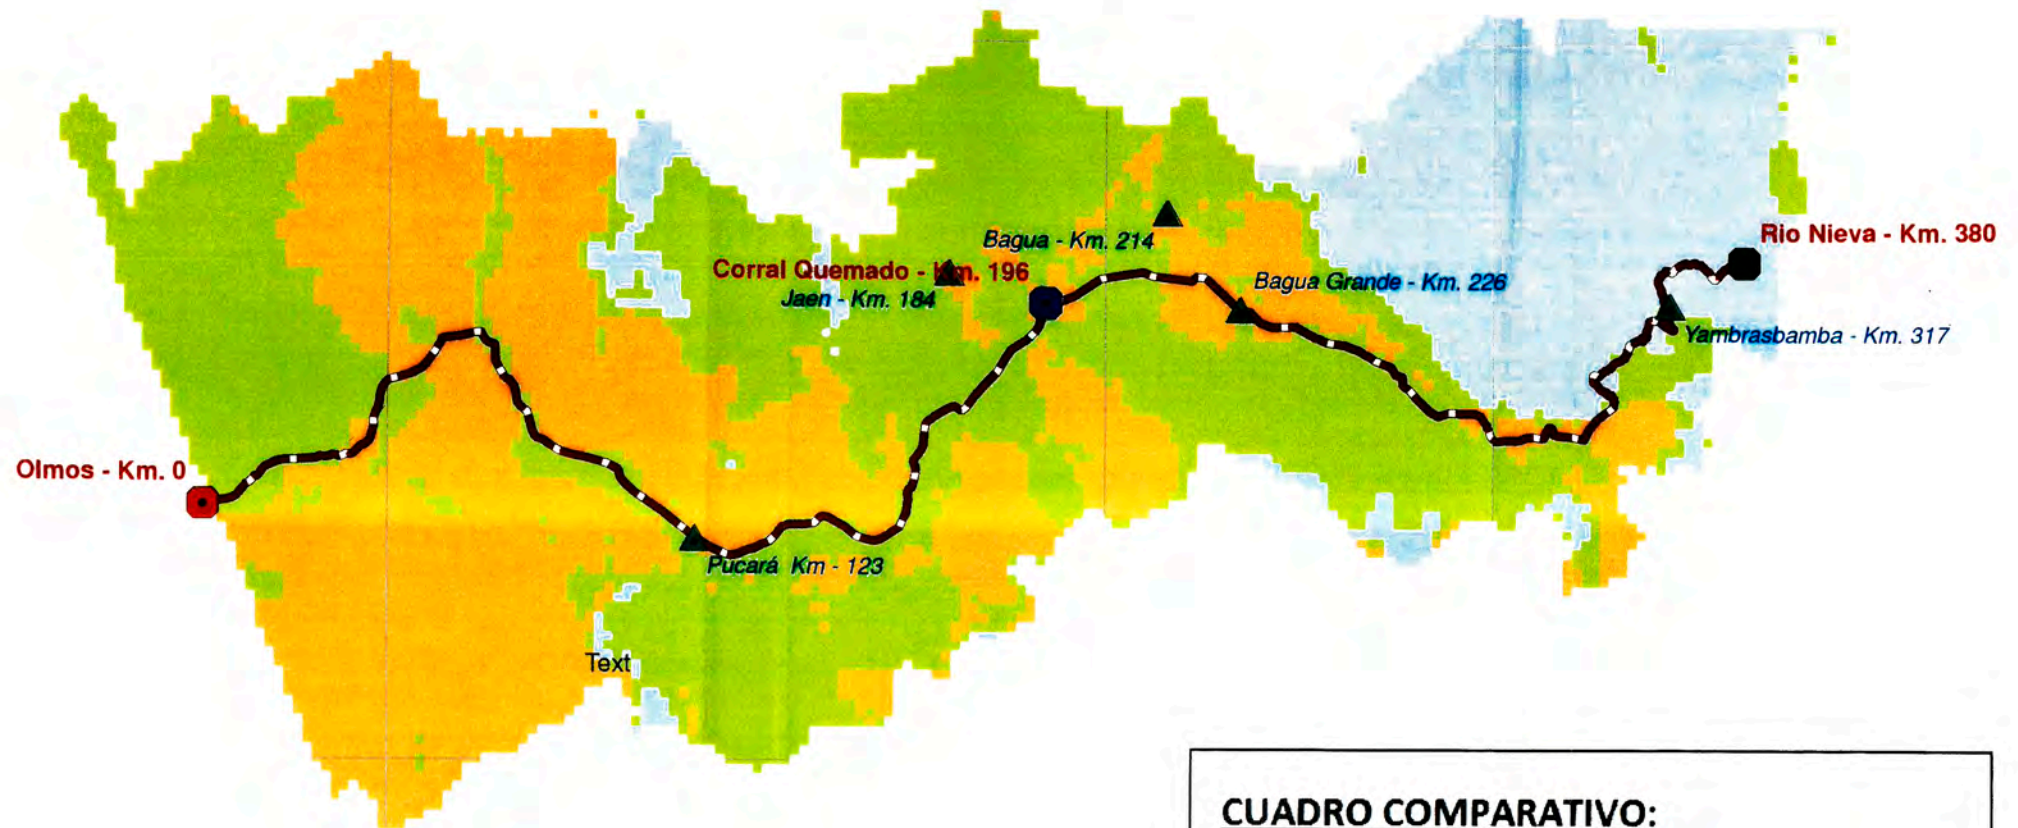 Rio Nieva - Km. 380
Bagua - Km. 214
Corral Quemado - Km. 196
Bagua Grande - Km. 226
Jaen - Km. 184
Yambrasbamba - Km. 317
Olmos - Km. 0
Pucará Km - 123
Text
CUADRO COMPARATIVO: